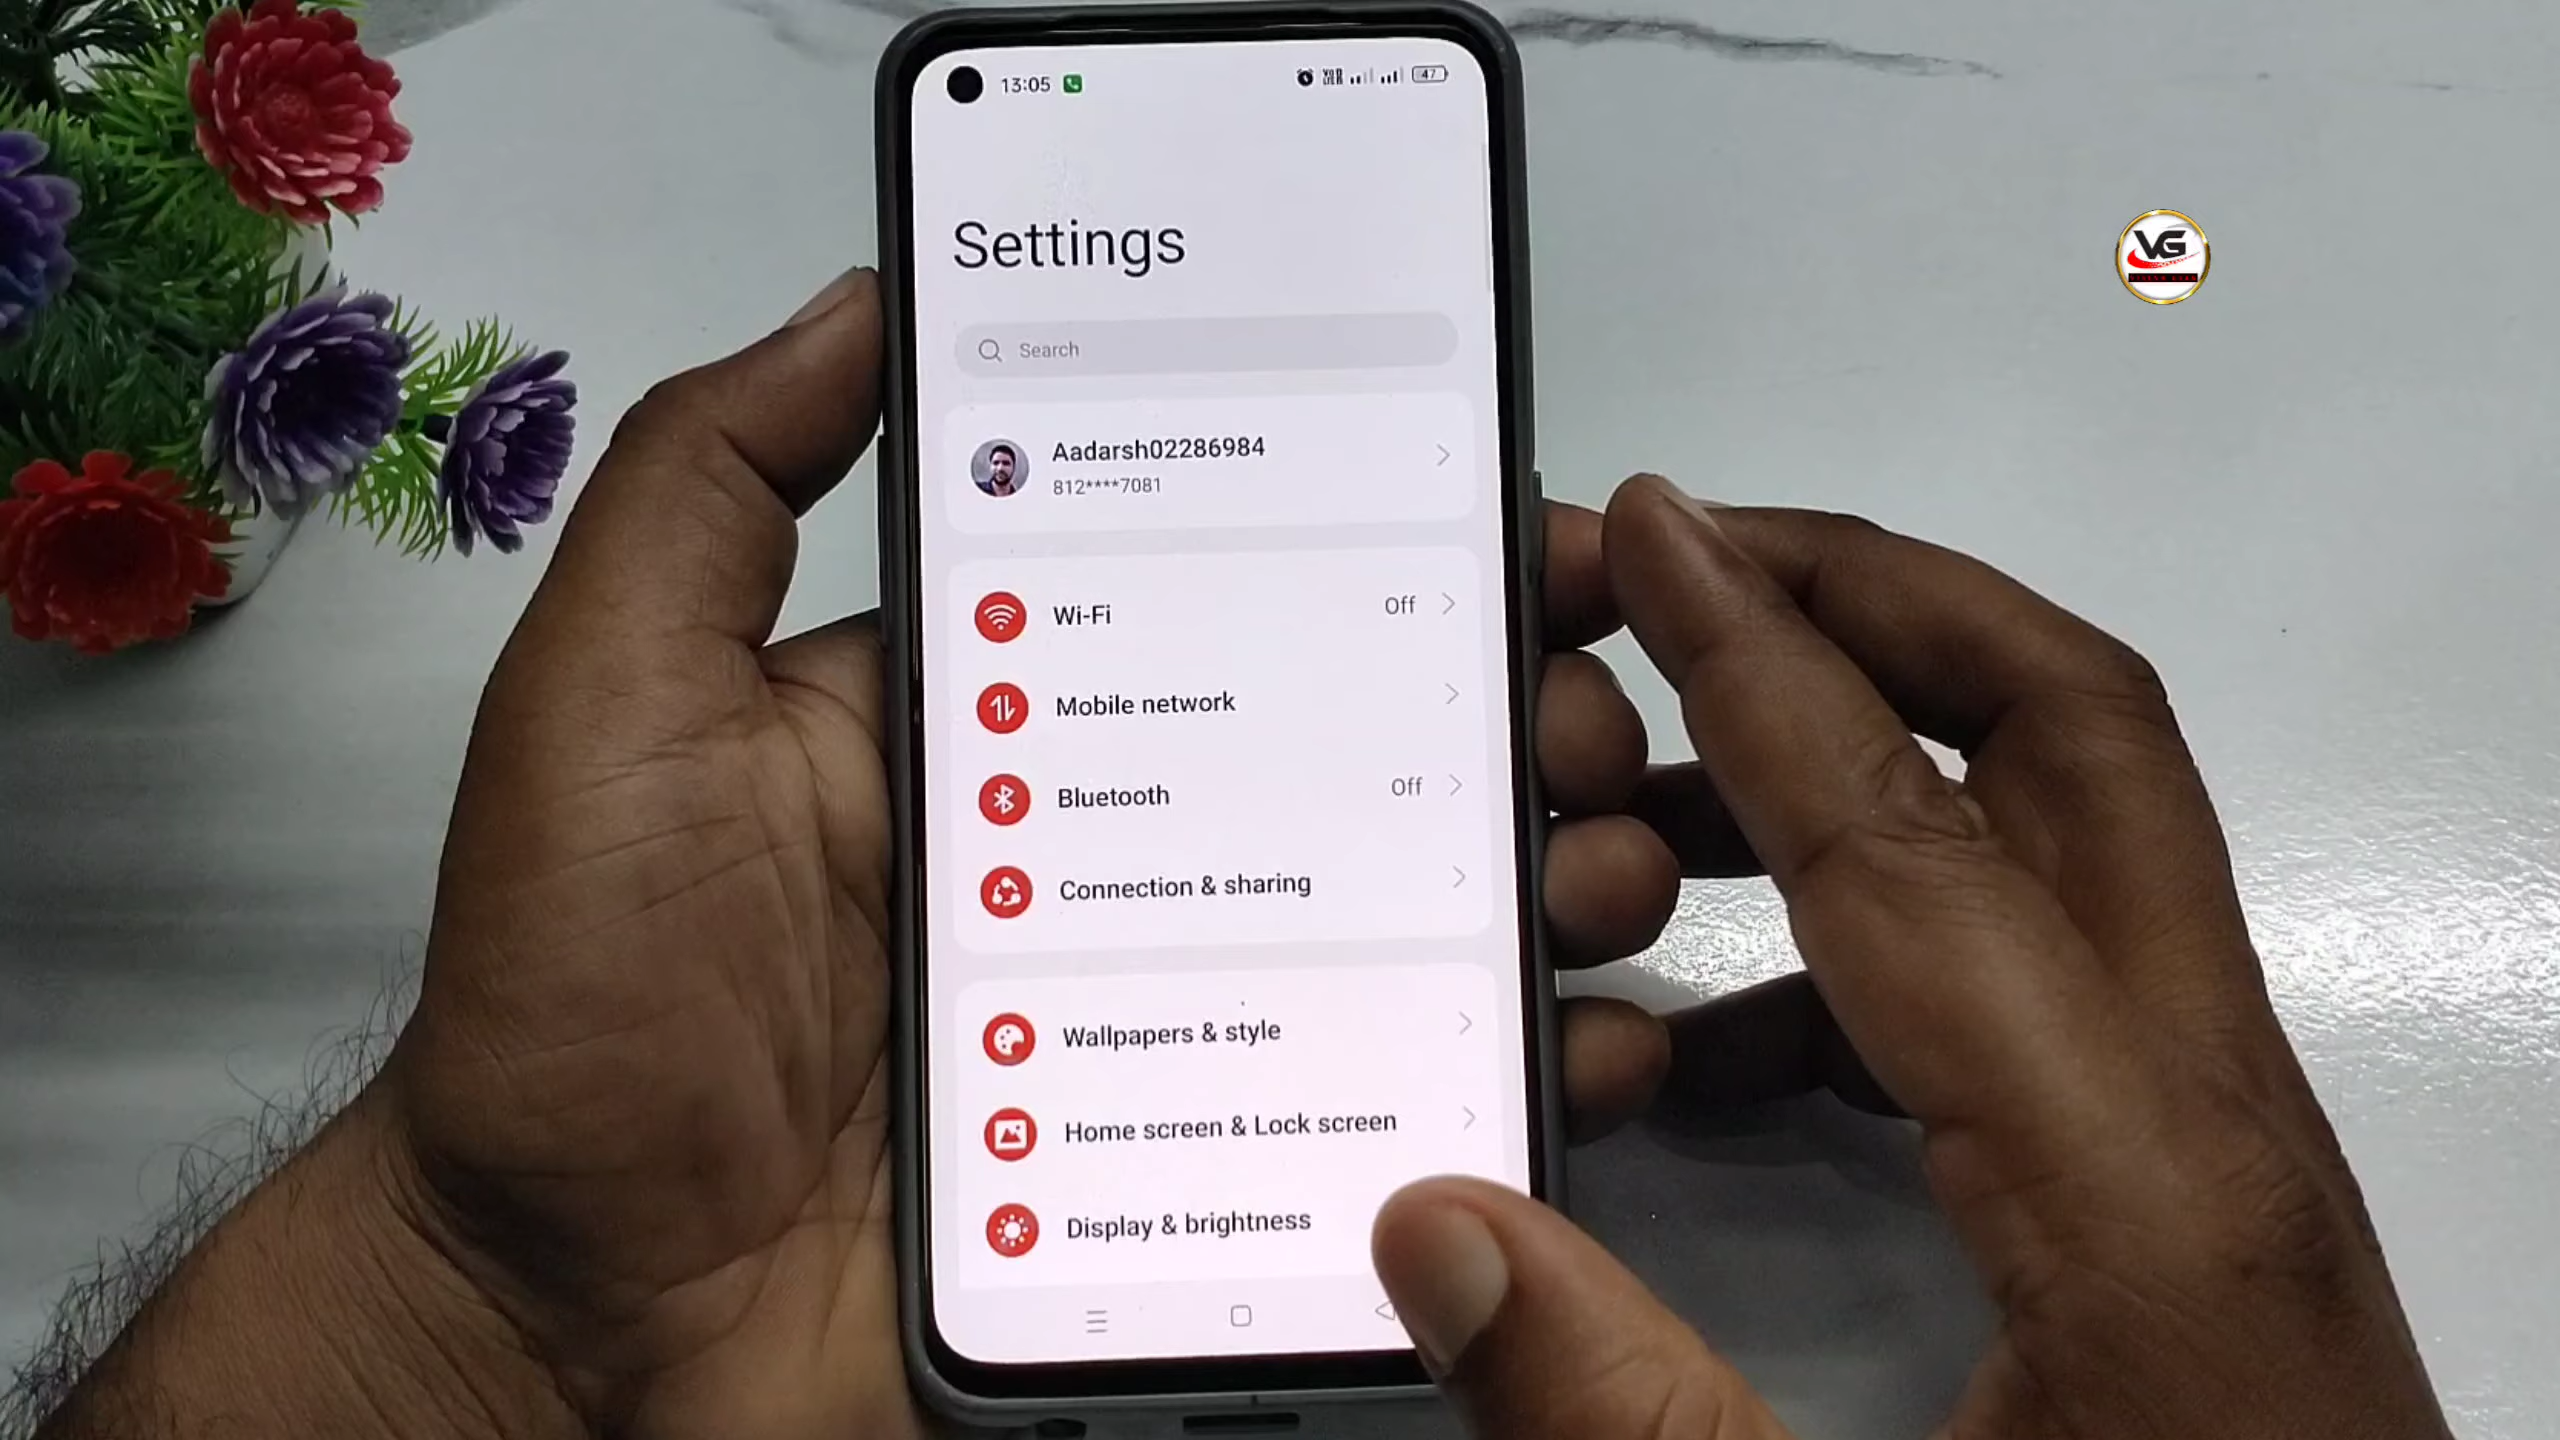 13:05
47
VG
Settings
Search
Aadarsh02286984
812****7081
Wi-Fi
Off
Mobile network
Bluetooth
Off
Connection & sharing
Wallpapers & style
Home screen & Lock screen
Display & brightness